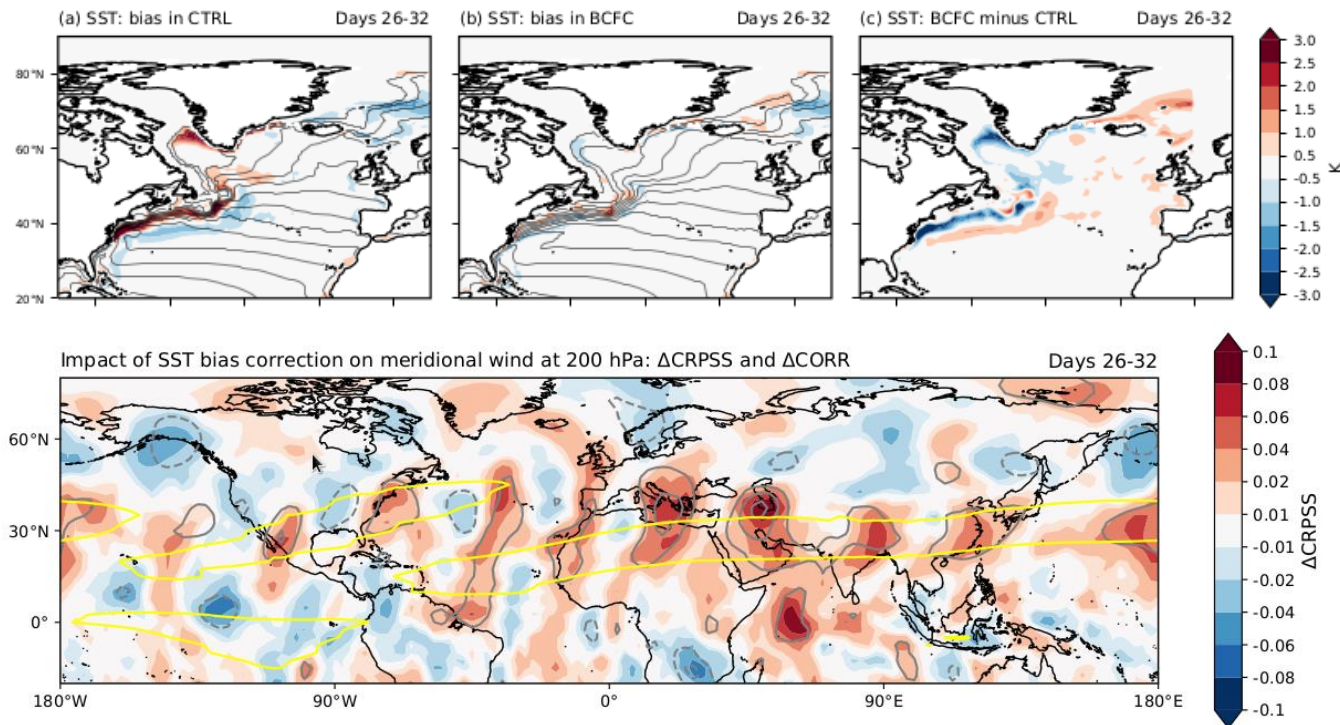 (a) SST: bias in CTRL Days 26-32
(b) SST: bias in BCFC Days 26-32
(c) SST: BCFC minus CTRL Days 26-32
80°N
60°N
40°N
20°N
80°N
60°N
40°N
20°N
3.0
2.5
2.0
1.5
1.0
0.5
-0.5
-1.0
-1.5
-2.0
-2.5
-3.0
K
Impact of SST bias correction on meridional wind at 200 hPa: ΔCRPSS and ΔCORR Days 26-32
60°N
30°N
0°
180°W
90°W
0°
90°E
180°E
0.1
0.08
0.06
0.04
0.02
0.01
-0.01
-0.02
-0.04
-0.06
-0.08
-0.1
ΔCRPSS